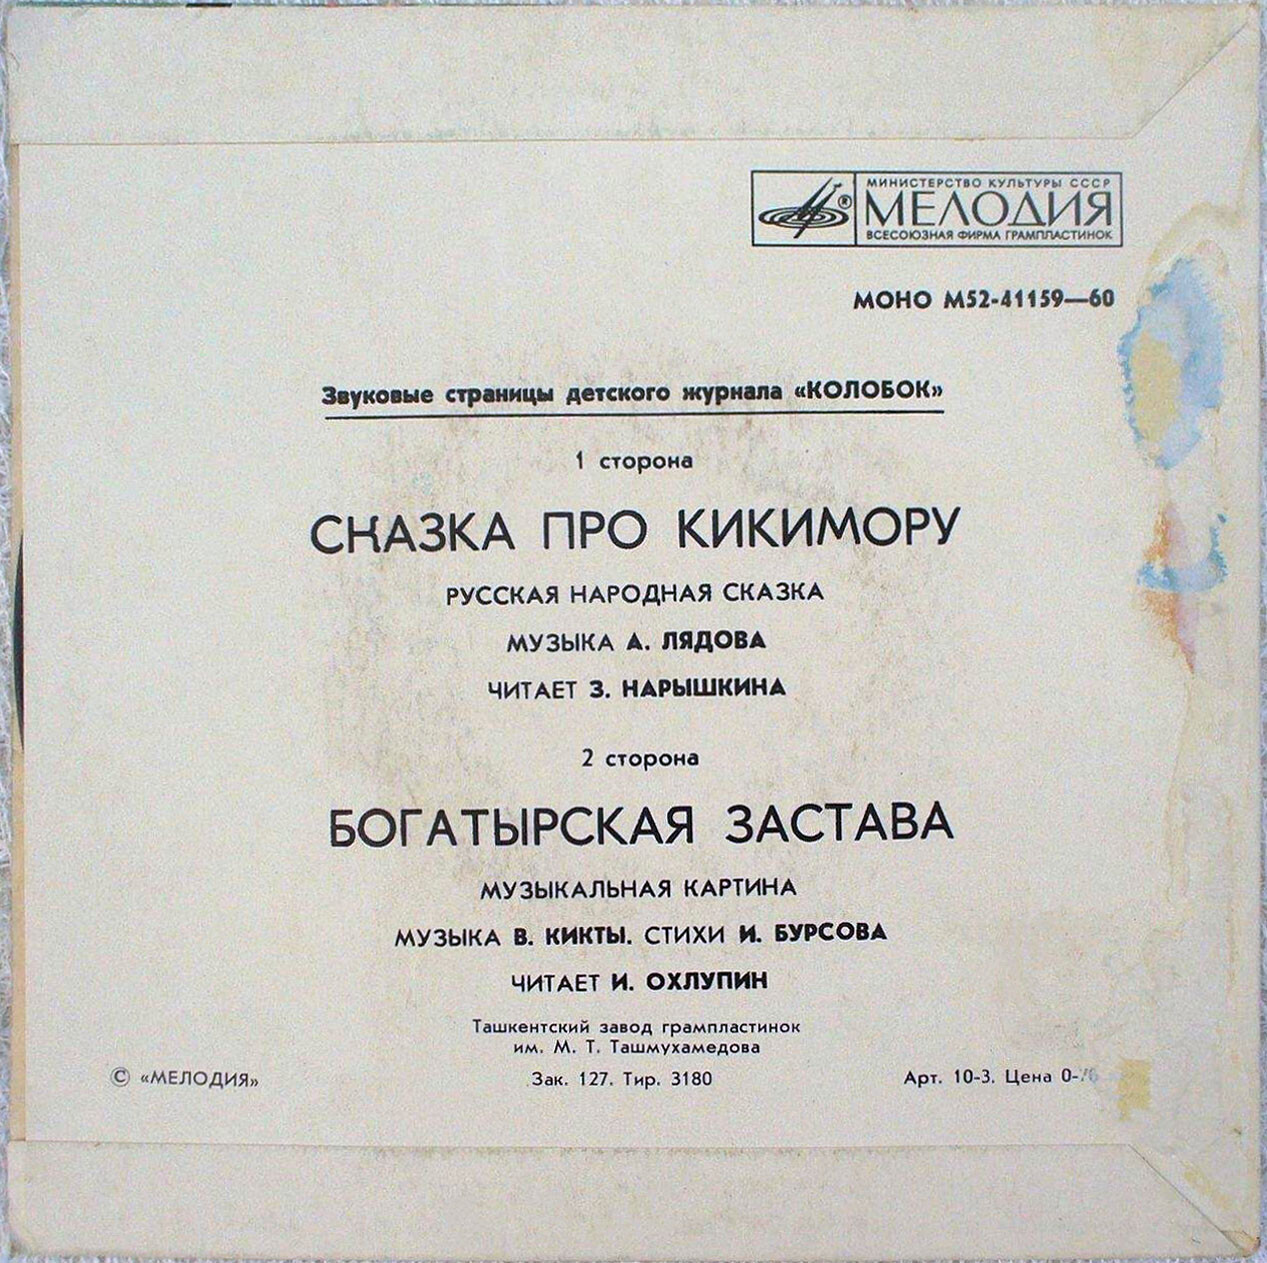 МИНИСТЕРСТВО КУЛЬТУРЫ СССР
МЕЛОДИЯ
ВСЕСОЮЗНАЯ ФИРМА ГРАМПЛАСТИНОК
®
МОНО М52-41159—60
Звуковые страницы детского журнала «КОЛОБОК»
1 сторона
СКАЗКА ПРО КИКИМОРУ
РУССКАЯ НАРОДНАЯ СКАЗКА
МУЗЫКА А. ЛЯДОВА
ЧИТАЕТ З. НАРЫШКИНА
2 сторона
БОГАТЫРСКАЯ ЗАСТАВА
МУЗЫКАЛЬНАЯ КАРТИНА
МУЗЫКА В. КИКТЫ. СТИХИ И. БУРСОВА
ЧИТАЕТ И. ОХЛУПИН
Ташкентский завод грампластинок
им. М. Т. Ташмухамедова
© «МЕЛОДИЯ» Зак. 127. Тир. 3180 Арт. 10-3. Цена